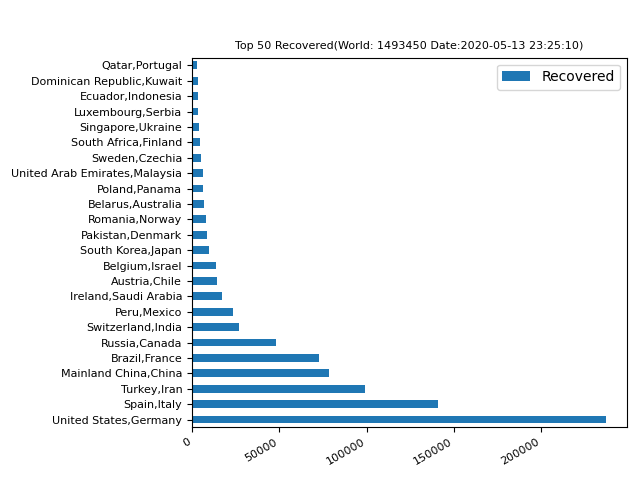 Top 50 Recovered(World: 1493450 Date:2020-05-13 23:25:10)
Recovered
Qatar,Portugal
Dominican Republic,Kuwait
Ecuador,Indonesia
Luxembourg,Serbia
Singapore,Ukraine
South Africa,Finland
Sweden,Czechia
United Arab Emirates,Malaysia
Poland,Panama
Belarus,Australia
Romania,Norway
Pakistan,Denmark
South Korea,Japan
Belgium,Israel
Austria,Chile
Ireland,Saudi Arabia
Peru,Mexico
Switzerland,India
Russia,Canada
Brazil,France
Mainland China,China
Turkey,Iran
Spain,Italy
United States,Germany
0 50000 100000 150000 200000